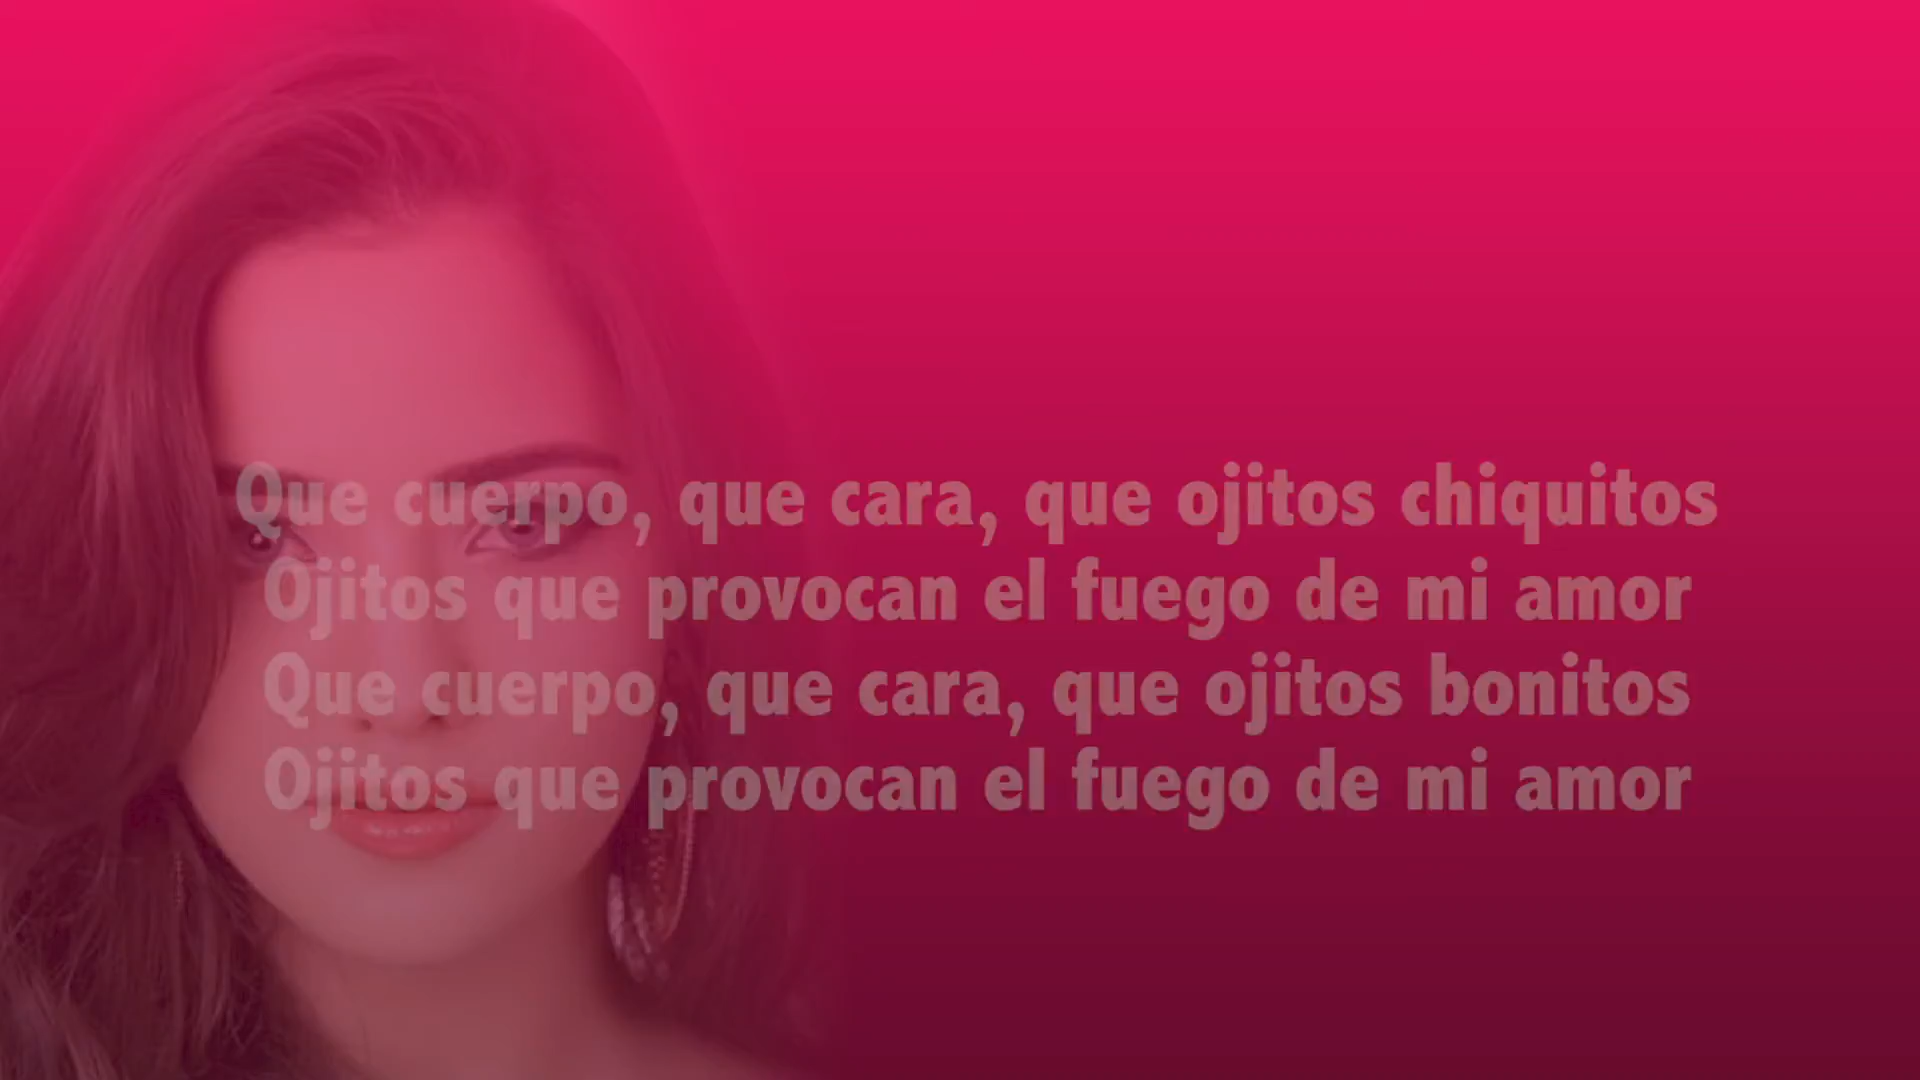 Que cuerpo, que cara, que ojitos chiquitos
Ojitos que provocan el fuego de mi amor
Que cuerpo, que cara, que ojitos bonitos
Ojitos que provocan el fuego de mi amor